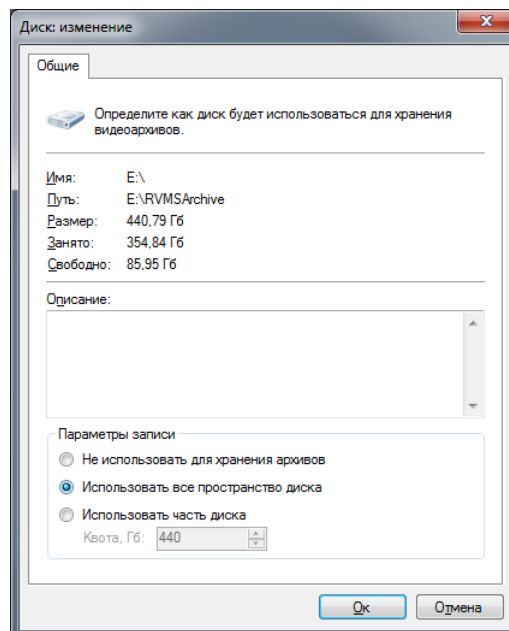 Диск: изменение
Общие
Определите как диск будет использоваться для хранения
видеоархивов.
Имя: E:\
Путь: E:\RVMSArchive
Размер: 440,79 Гб
Занято: 354,84 Гб
Свободно: 85,95 Гб
Описание:
Параметры записи
Не использовать для хранения архивов
Использовать все пространство диска
Использовать часть диска
Квота, Гб: 440
Ок Отмена